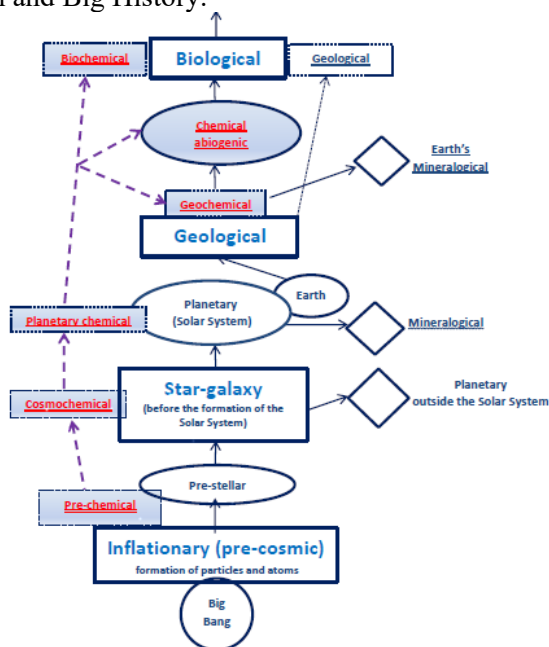 and Big History.
Biochemical
Biological
Geological
Chemical
abiogenic
Earth's
Mineralogical
Geochemical
Geological
Earth
Planetary
(Solar System)
Planetary chemical
Mineralogical
Star-galaxy
(before the formation of the
Solar System)
Cosmochemical
Planetary
outside the Solar System
Pre-stellar
Pre-chemical
Inflationary (pre-cosmic)
formation of particles and atoms
Big
Bang